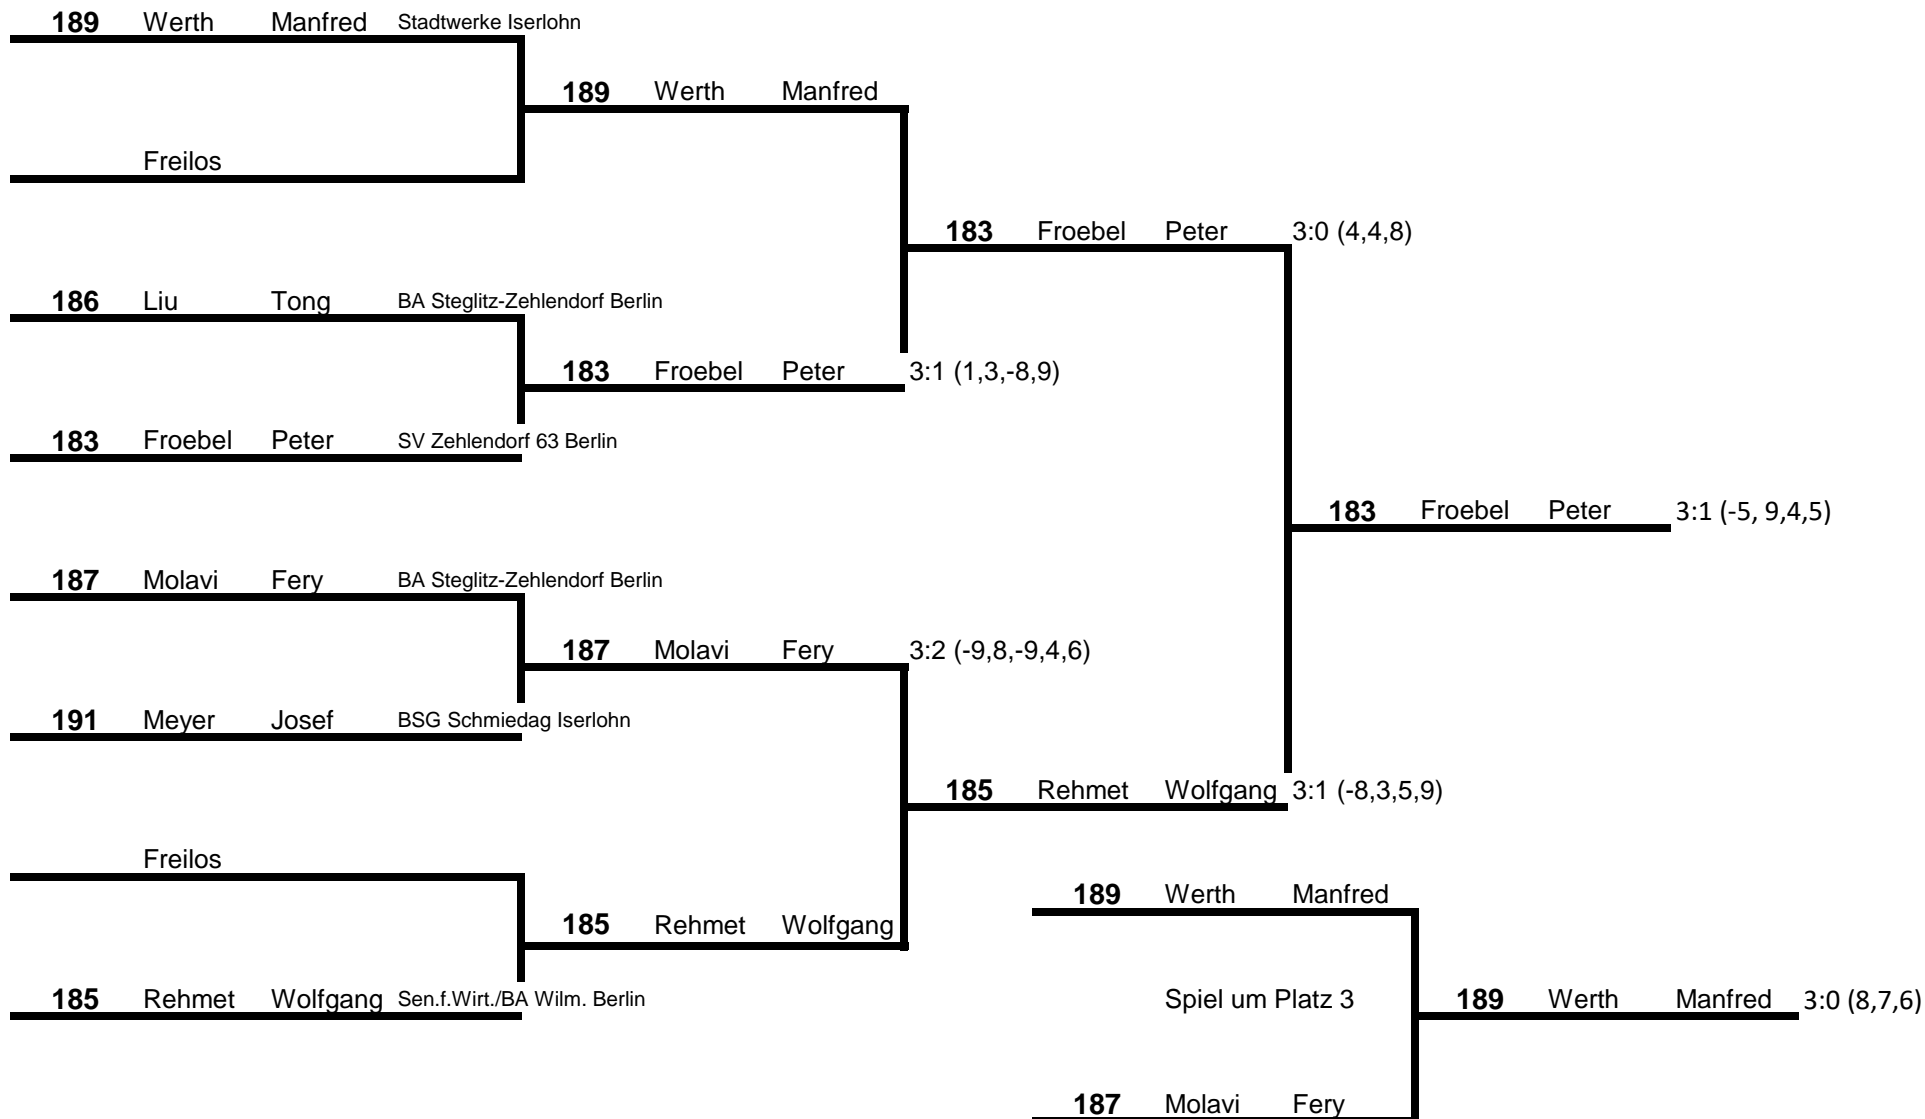 189 Werth Manfred Stadtwerke Iserlohn
189 Werth Manfred
Freilos
183 Froebel Peter 3:0 (4,4,8)
186 Liu Tong BA Steglitz-Zehlendorf Berlin
183 Froebel Peter 3:1 (1,3,-8,9)
183 Froebel Peter SV Zehlendorf 63 Berlin
183 Froebel Peter 3:1 (-5, 9,4,5)
187 Molavi Fery BA Steglitz-Zehlendorf Berlin
187 Molavi Fery 3:2 (-9,8,-9,4,6)
191 Meyer Josef BSG Schmiedag Iserlohn
185 Rehmet Wolfgang 3:1 (-8,3,5,9)
Freilos
189 Werth Manfred
185 Rehmet Wolfgang
185 Rehmet Wolfgang Sen.f.Wirt./BA Wilm. Berlin
Spiel um Platz 3
189 Werth Manfred 3:0 (8,7,6)
187 Molavi Fery